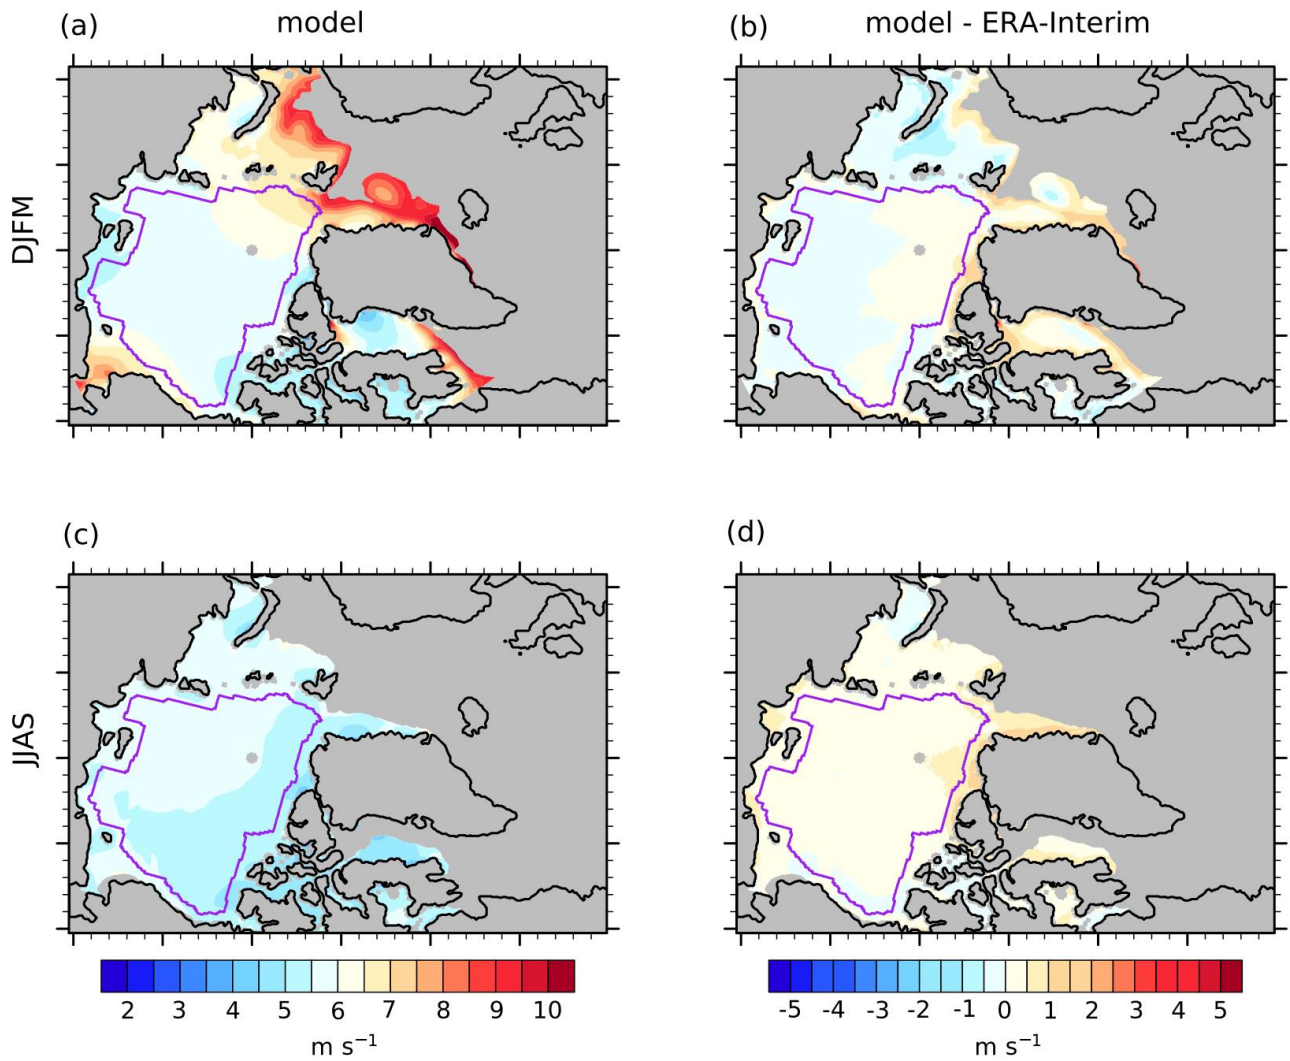 (a) model
(b) model - ERA-Interim
DJFM
(c)
(d)
JJAS
2 3 4 5 6 7 8 9 10
m s⁻¹
-5 -4 -3 -2 -1 0 1 2 3 4 5
m s⁻¹